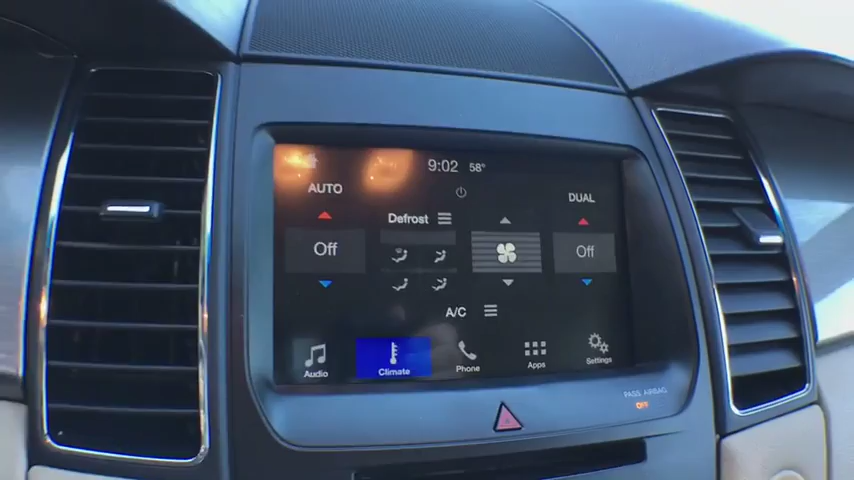 9:02 58°
AUTO
DUAL
Defrost
Off
Off
A/C
Audio
Climate
Phone
Apps
Settings
PASS AIRBAG
OFF